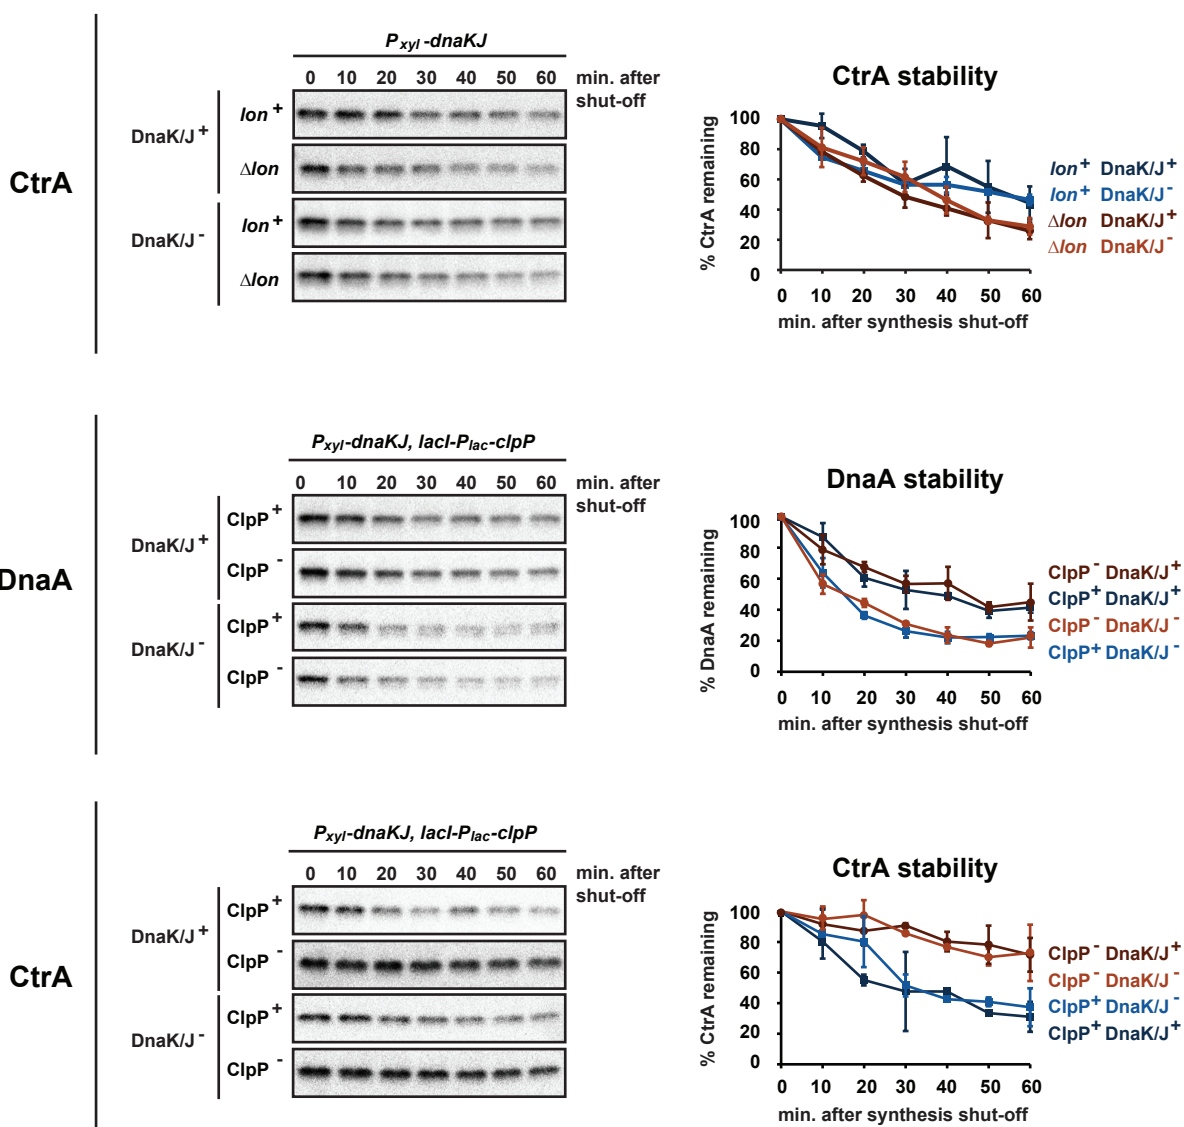 CtrA
P_xyl-dnaKJ
0 10 20 30 40 50 60 min. after
shut-off
DnaK/J+
lon+
Δlon
DnaK/J-
lon+
Δlon
CtrA stability
% CtrA remaining
100
80
60
40
20
0
0 10 20 30 40 50 60
min. after synthesis shut-off
lon+ DnaK/J+
lon+ DnaK/J-
Δlon DnaK/J+
Δlon DnaK/J-
DnaA
P_xyl-dnaKJ, lacI-P_lac-clpP
0 10 20 30 40 50 60 min. after
shut-off
DnaK/J+
ClpP+
ClpP-
DnaK/J-
ClpP+
ClpP-
DnaA stability
% DnaA remaining
100
80
60
40
20
0
0 10 20 30 40 50 60
min. after synthesis shut-off
ClpP- DnaK/J+
ClpP+ DnaK/J+
ClpP- DnaK/J-
ClpP+ DnaK/J-
CtrA
P_xyl-dnaKJ, lacI-P_lac-clpP
0 10 20 30 40 50 60 min. after
shut-off
DnaK/J+
ClpP+
ClpP-
DnaK/J-
ClpP+
ClpP-
CtrA stability
% CtrA remaining
100
80
60
40
20
0
0 10 20 30 40 50 60
min. after synthesis shut-off
ClpP- DnaK/J+
ClpP- DnaK/J-
ClpP+ DnaK/J-
ClpP+ DnaK/J+